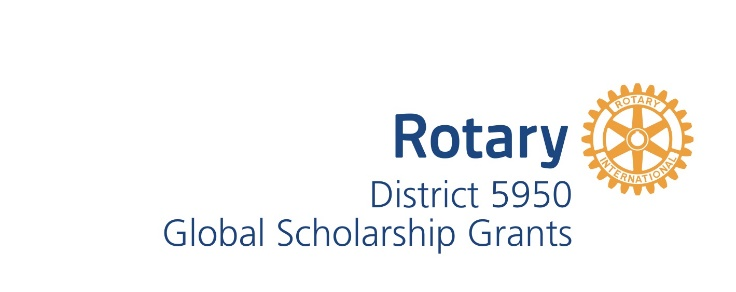 Rotary
District 5950
Global Scholarship Grants
ROTARY
INTERNATIONAL